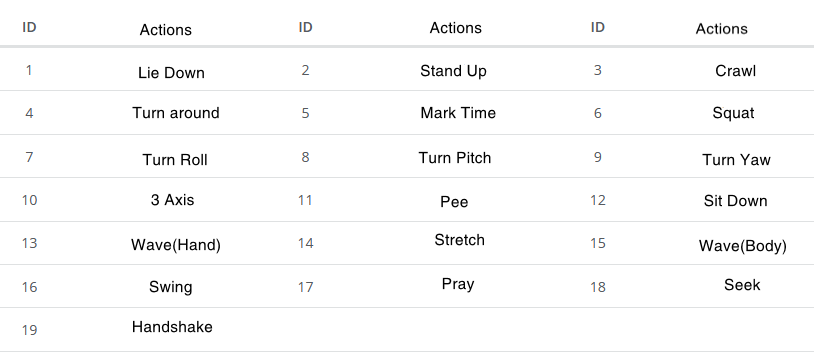 ID Actions ID Actions ID Actions
1 Lie Down 2 Stand Up 3 Crawl
4 Turn around 5 Mark Time 6 Squat
7 Turn Roll 8 Turn Pitch 9 Turn Yaw
10 3 Axis 11 Pee 12 Sit Down
13 Wave(Hand) 14 Stretch 15 Wave(Body)
16 Swing 17 Pray 18 Seek
19 Handshake